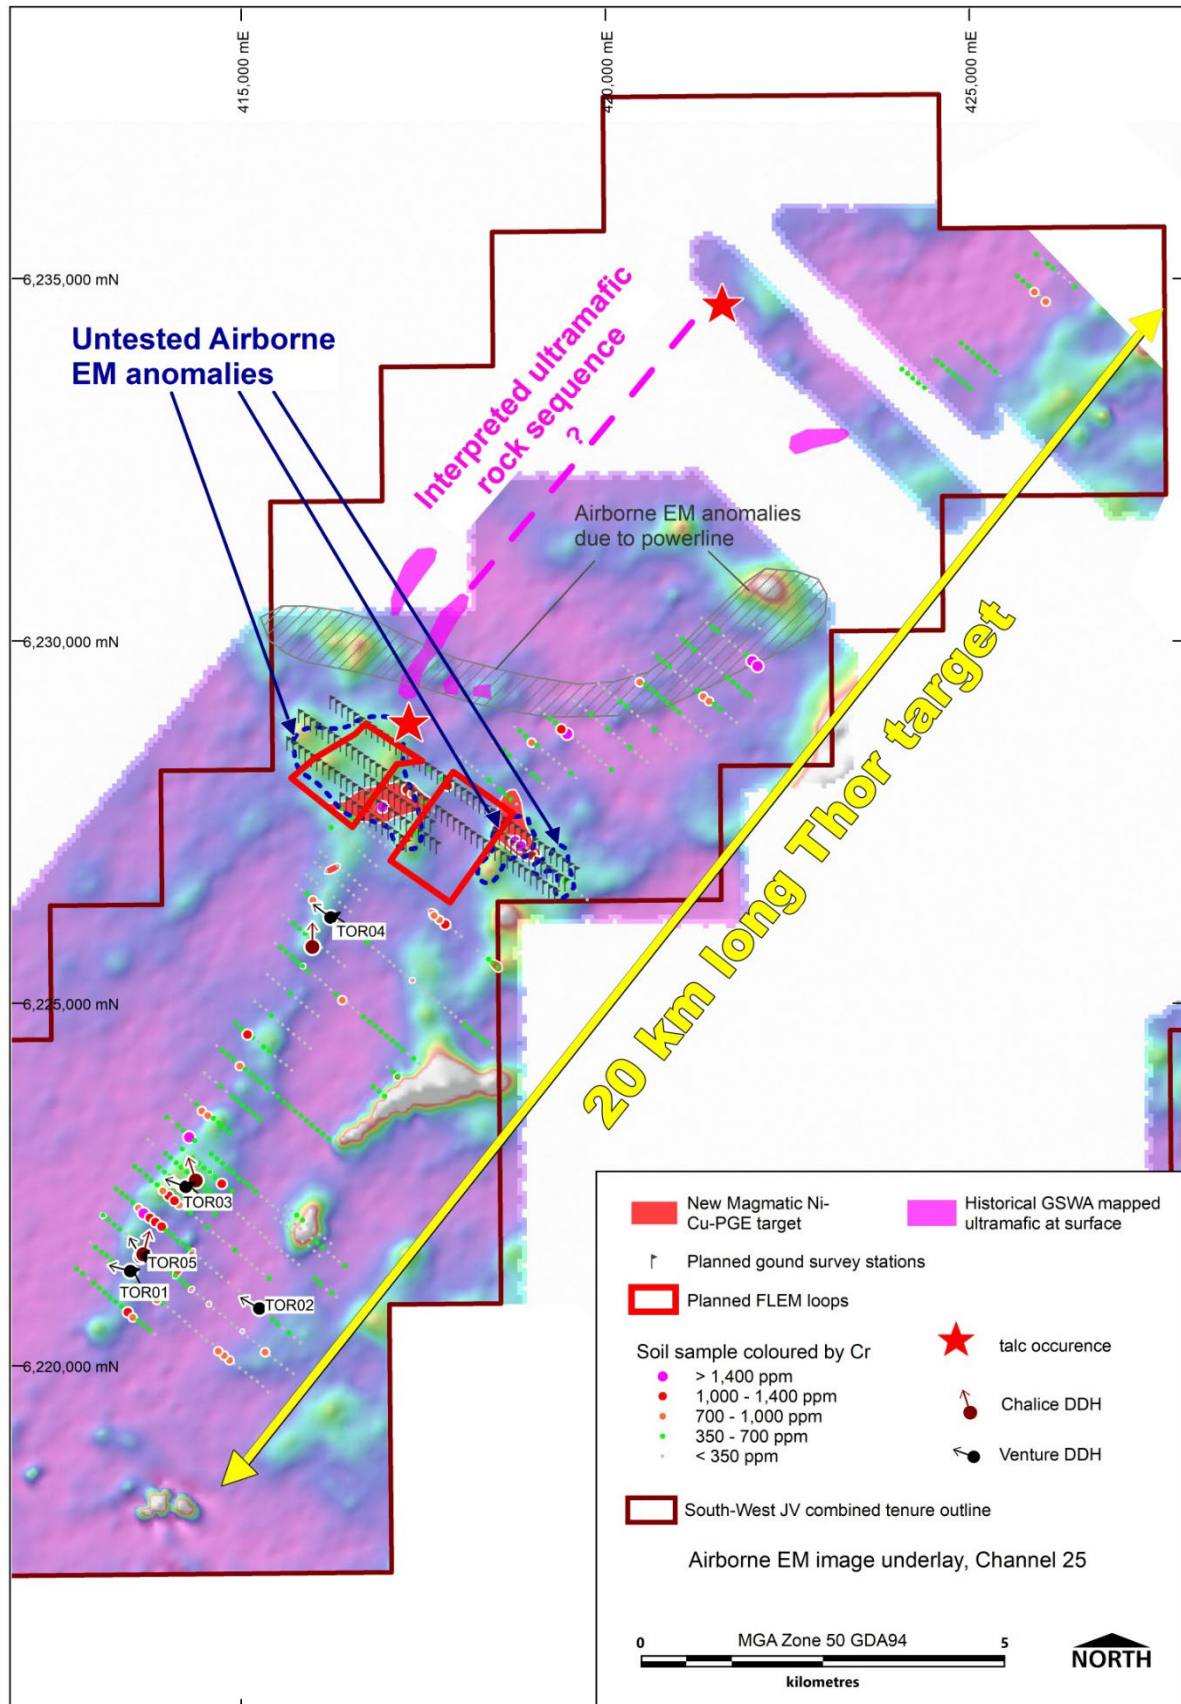 415,000 mE
420,000 mE
425,000 mE
6,235,000 mN
Untested Airborne
EM anomalies
Interpreted ultramafic
rock sequence
?
Airborne EM anomalies
due to powerline
6,230,000 mN
20 km long Thor target
TOR04
6,225,000 mN
TOR03
TOR05
TOR01
TOR02
6,220,000 mN
New Magmatic Ni-
Cu-PGE target
Historical GSWA mapped
ultramafic at surface
Planned gound survey stations
Planned FLEM loops
Soil sample coloured by Cr
> 1,400 ppm
1,000 - 1,400 ppm
700 - 1,000 ppm
350 - 700 ppm
< 350 ppm
talc occurence
Chalice DDH
Venture DDH
South-West JV combined tenure outline
Airborne EM image underlay, Channel 25
0 MGA Zone 50 GDA94 5
kilometres
NORTH